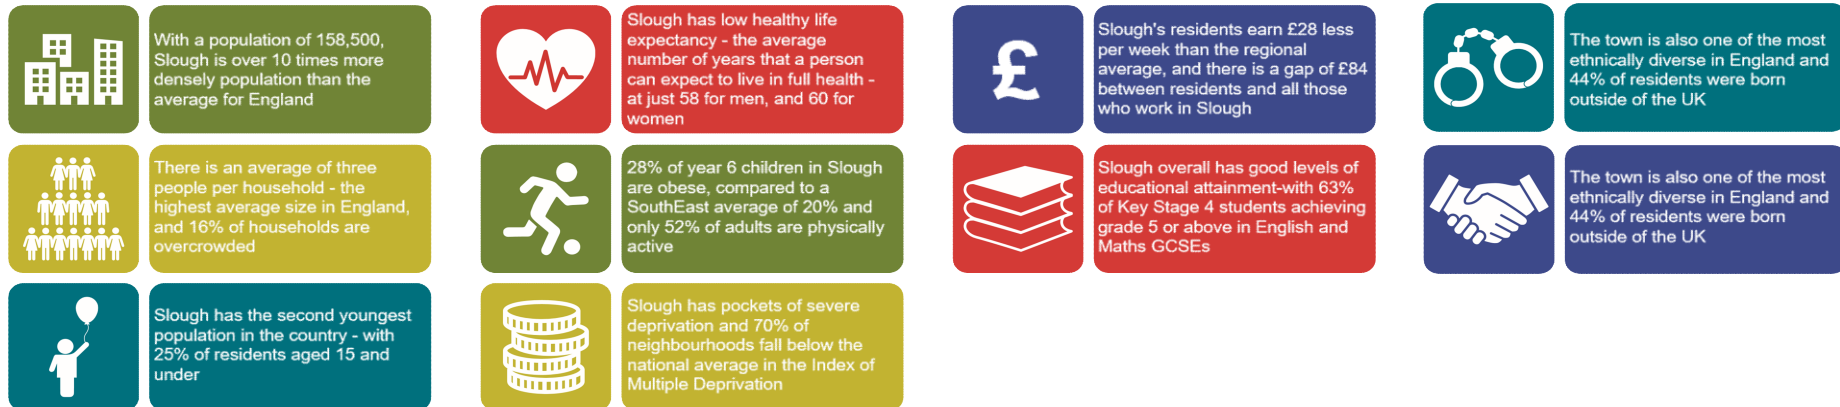 With a population of 158,500,
Slough is over 10 times more
densely population than the
average for England
There is an average of three
people per household - the
highest average size in England,
and 16% of households are
overcrowded
Slough has the second youngest
population in the country - with
25% of residents aged 15 and
under
Slough has low healthy life
expectancy - the average
number of years that a person
can expect to live in full health -
at just 58 for men, and 60 for
women
28% of year 6 children in Slough
are obese, compared to a
SouthEast average of 20% and
only 52% of adults are physically
active
Slough has pockets of severe
deprivation and 70% of
neighbourhoods fall below the
national average in the Index of
Multiple Deprivation
£
Slough's residents earn £28 less
per week than the regional
average, and there is a gap of £84
between residents and all those
who work in Slough
Slough overall has good levels of
educational attainment-with 63%
of Key Stage 4 students achieving
grade 5 or above in English and
Maths GCSEs
The town is also one of the most
ethnically diverse in England and
44% of residents were born
outside of the UK
The town is also one of the most
ethnically diverse in England and
44% of residents were born
outside of the UK